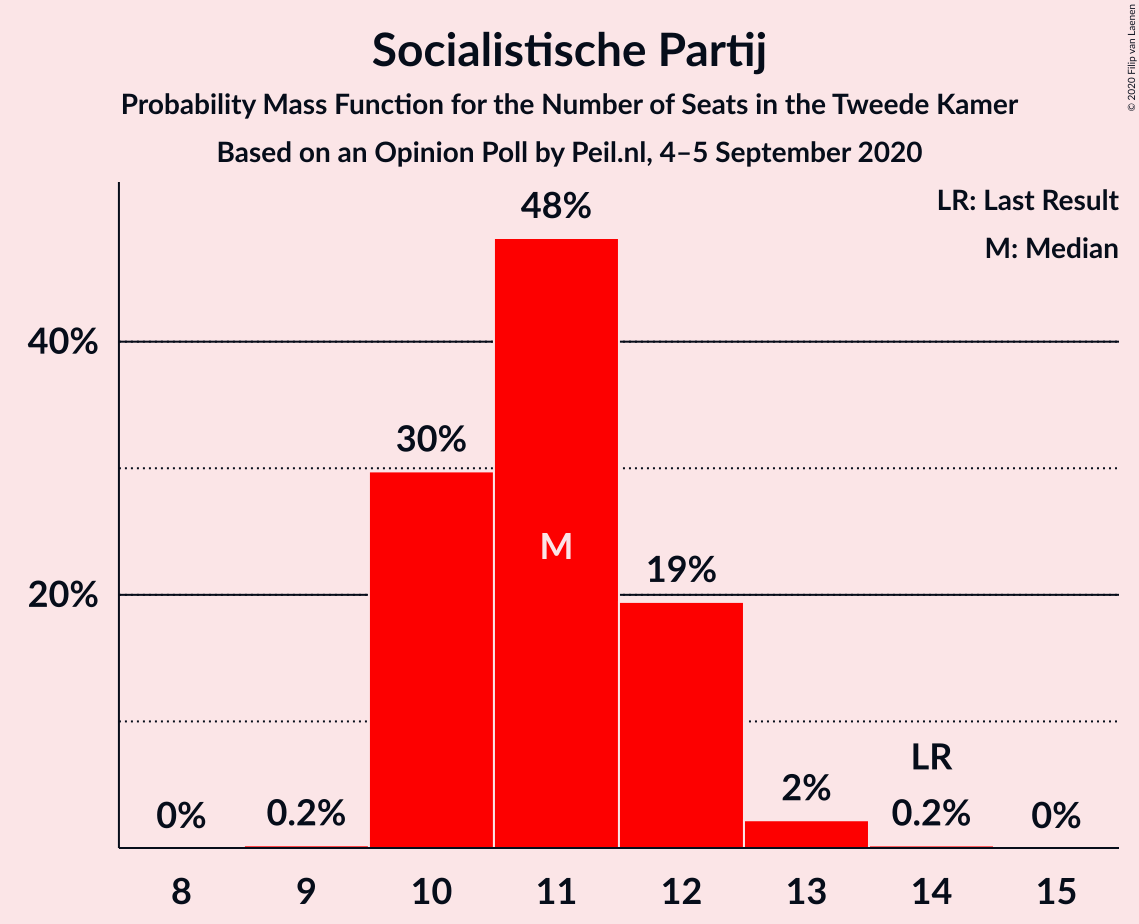 Socialistische Partij
Probability Mass Function for the Number of Seats in the Tweede Kamer
Based on an Opinion Poll by Peil.nl, 4–5 September 2020
© 2020 Filip van Laenen
LR: Last Result
M: Median
40%
20%
0%
0.2%
30%
48%
M
19%
2%
LR
0.2%
0%
8 9 10 11 12 13 14 15